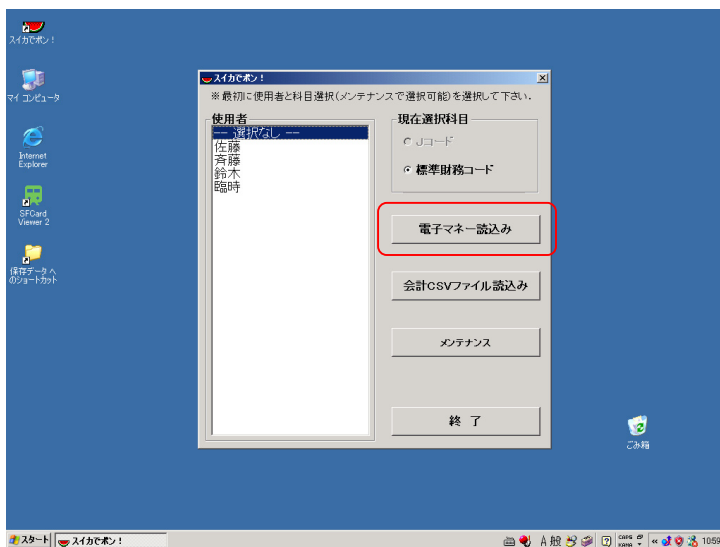 スイカでポン！
マイ コンピュータ
Internet
Explorer
SFCard
Viewer 2
保存データへ
のショートカット
スイカでポン！
※最初に使用者と科目選択(メンテナンスで選択可能)を選択して下さい.
使用者
-- 選択なし --
佐藤
斉藤
鈴木
臨時
現在選択科目
Jコード
標準財務コード
電子マネー読込み
会計CSVファイル読込み
メンテナンス
終 了
ごみ箱
スタート
スイカでポン！
A 般
CAPS
KANA
10:59